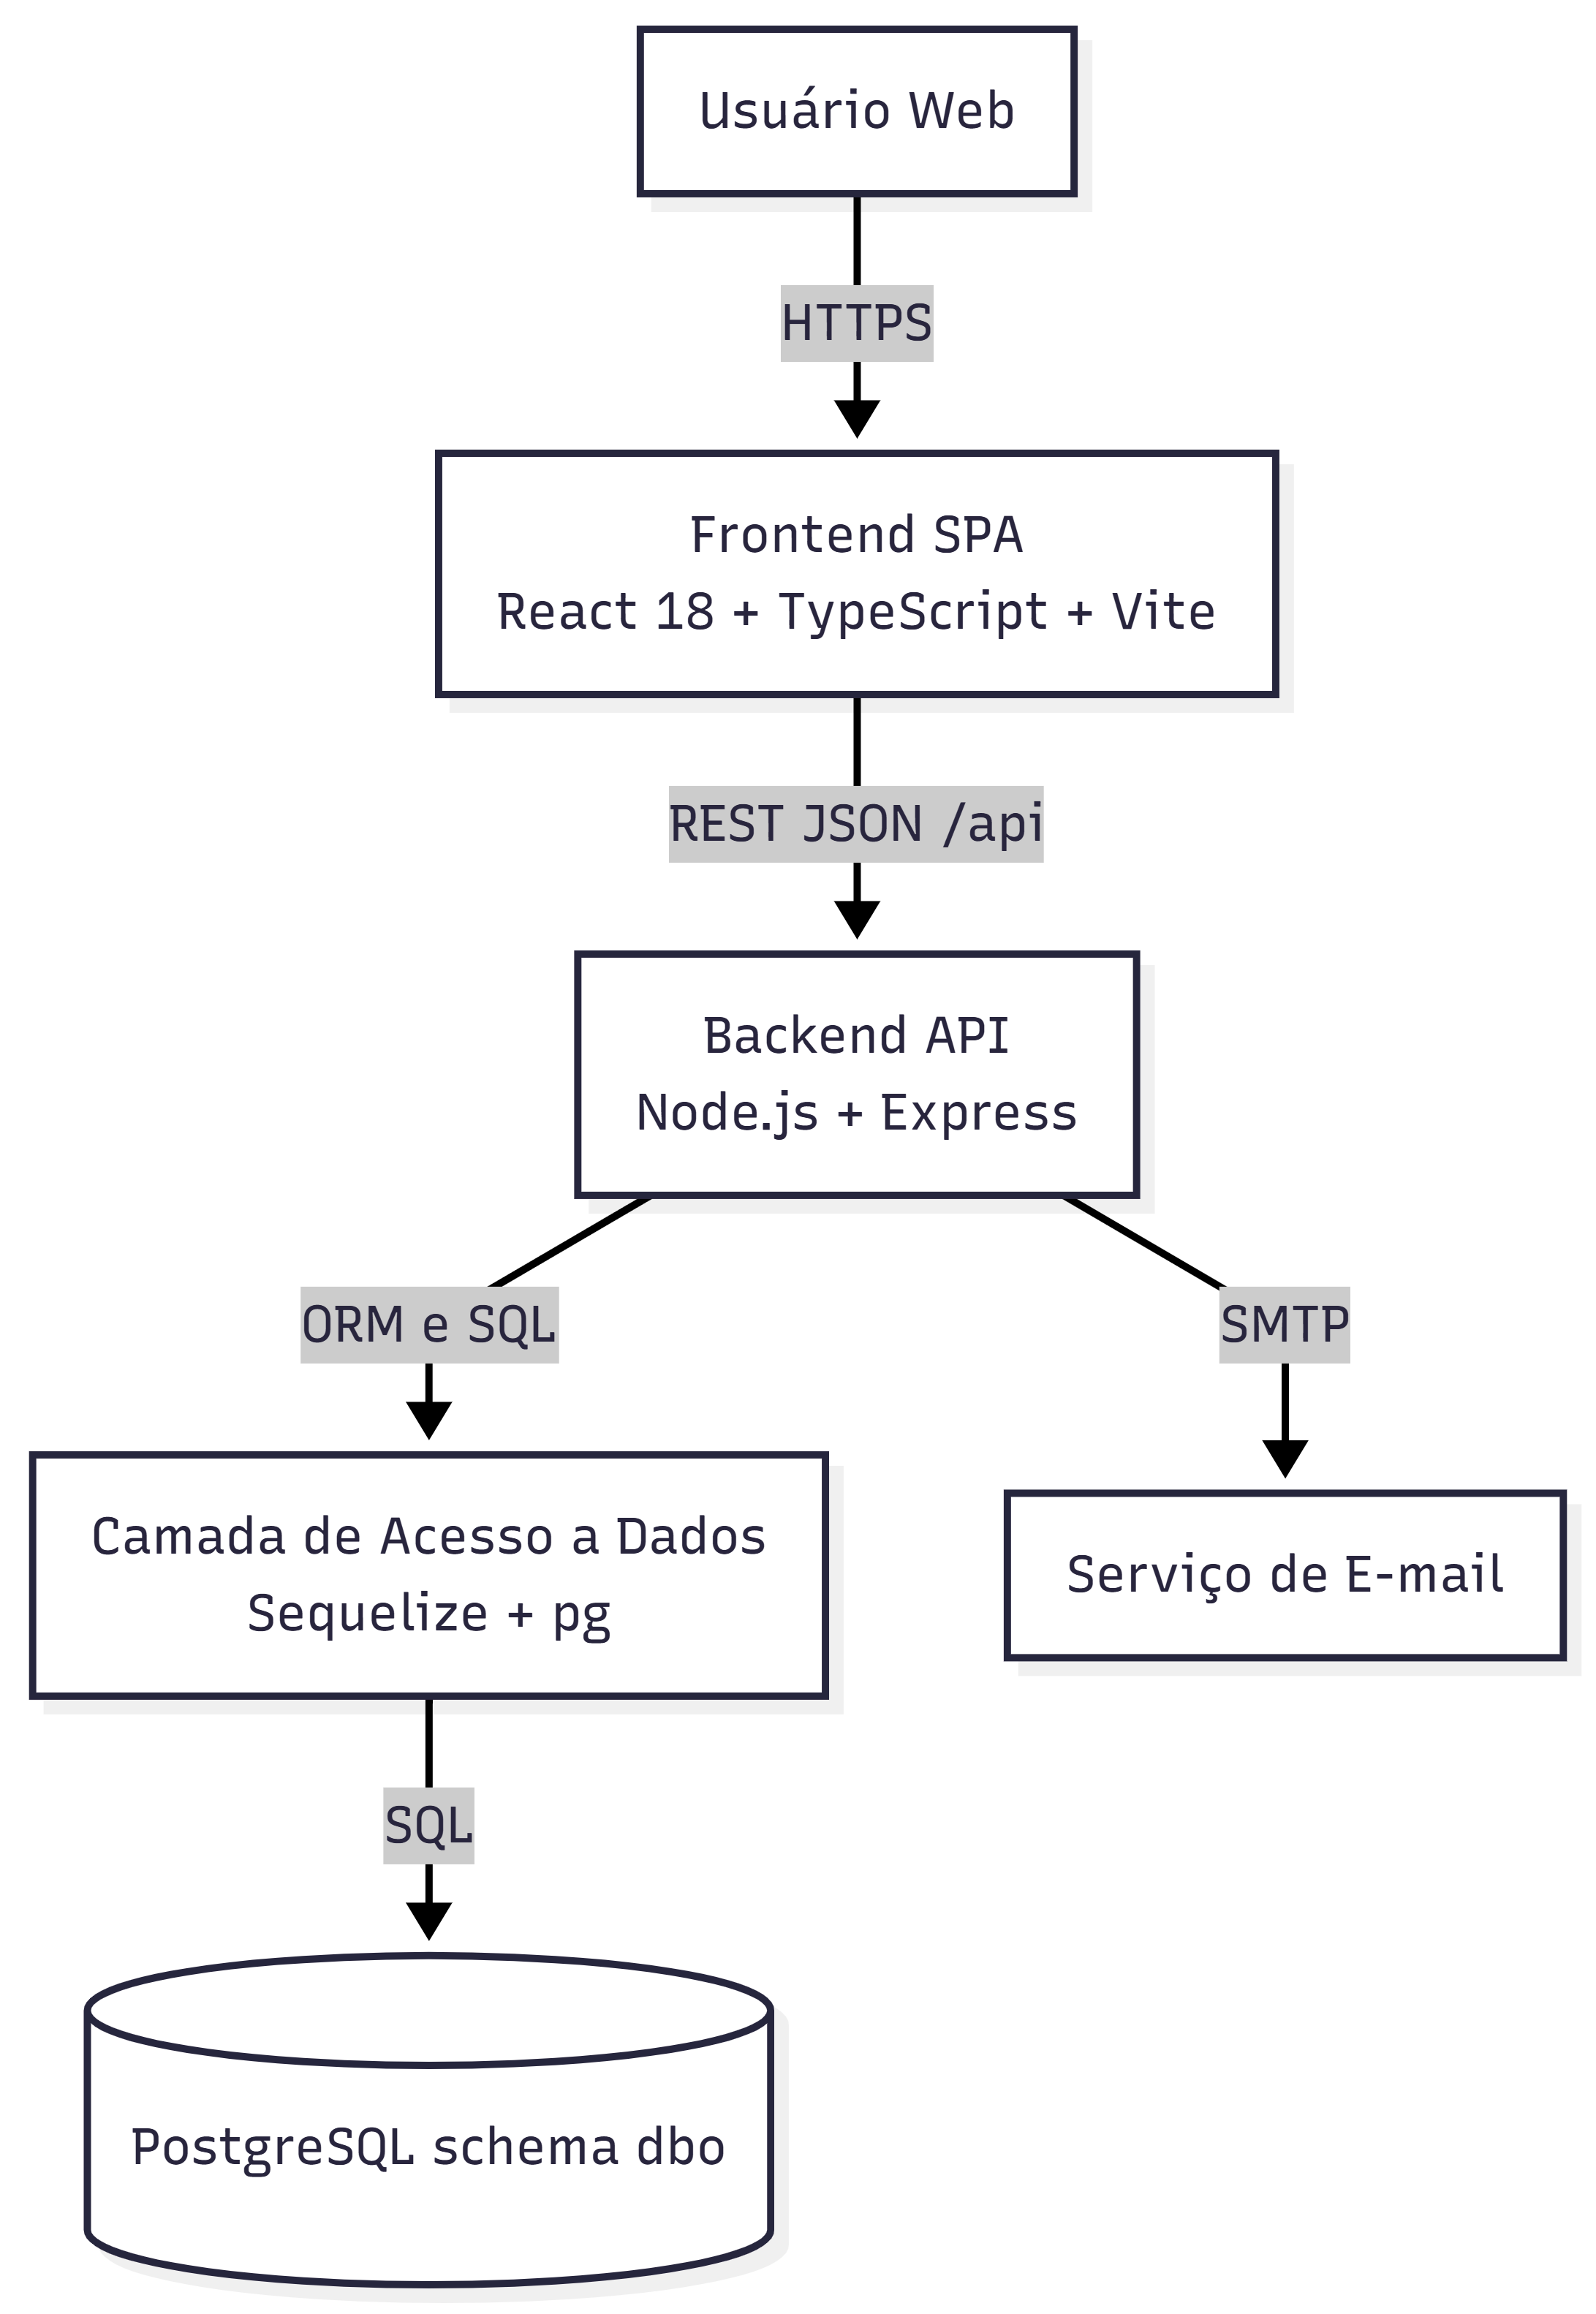 Usuário Web
HTTPS
Frontend SPA
React 18 + TypeScript + Vite
REST JSON /api
Backend API
Node.js + Express
ORM e SQL
SMTP
Camada de Acesso a Dados
Sequelize + pg
Serviço de E-mail
SQL
PostgreSQL schema dbo